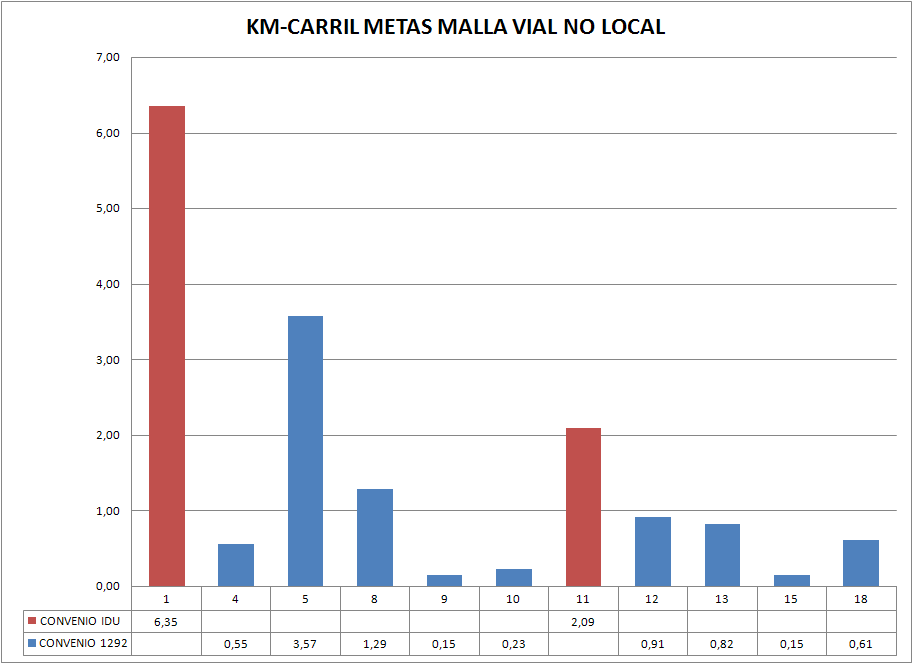 KM-CARRIL METAS MALLA VIAL NO LOCAL
7,00
6,00
5,00
4,00
3,00
2,00
1,00
0,00
1 4 5 8 9 10 11 12 13 15 18
CONVENIO IDU 6,35 2,09
CONVENIO 1292 0,55 3,57 1,29 0,15 0,23 0,91 0,82 0,15 0,61